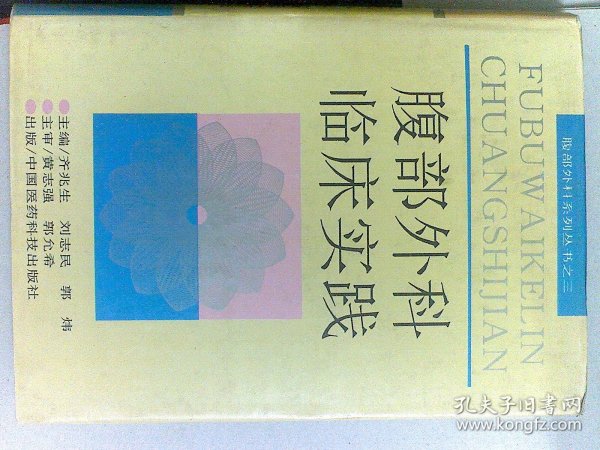 腹部外科系列丛书之三
FUBUWAIKELIN
CHUANGSHIJIAN
腹部外科
临床实践
主编/齐兆生 刘志民 郭炜
主审/黄志强 郭允希
出版/中国医药科技出版社
孔夫子旧书网
www.kongfz.com